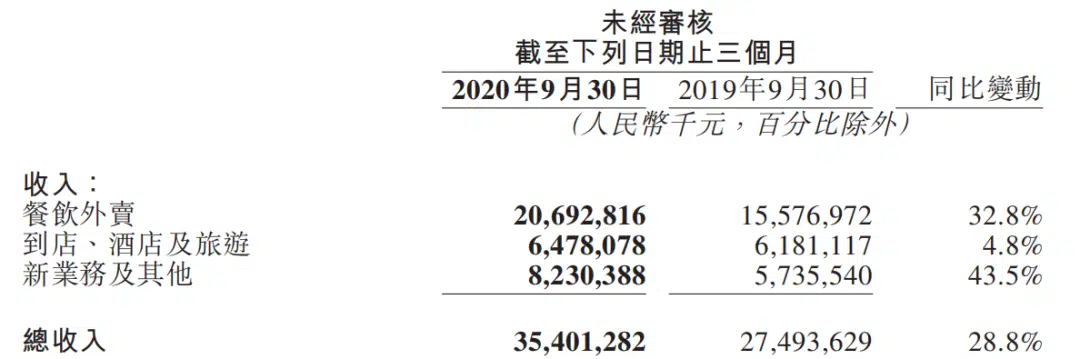 未經審核
截至下列日期止三個月
2020年9月30日 2019年9月30日 同比變動
(人民幣千元，百分比除外)
收入：
餐飲外賣 20,692,816 15,576,972 32.8%
到店、酒店及旅遊 6,478,078 6,181,117 4.8%
新業務及其他 8,230,388 5,735,540 43.5%
總收入 35,401,282 27,493,629 28.8%